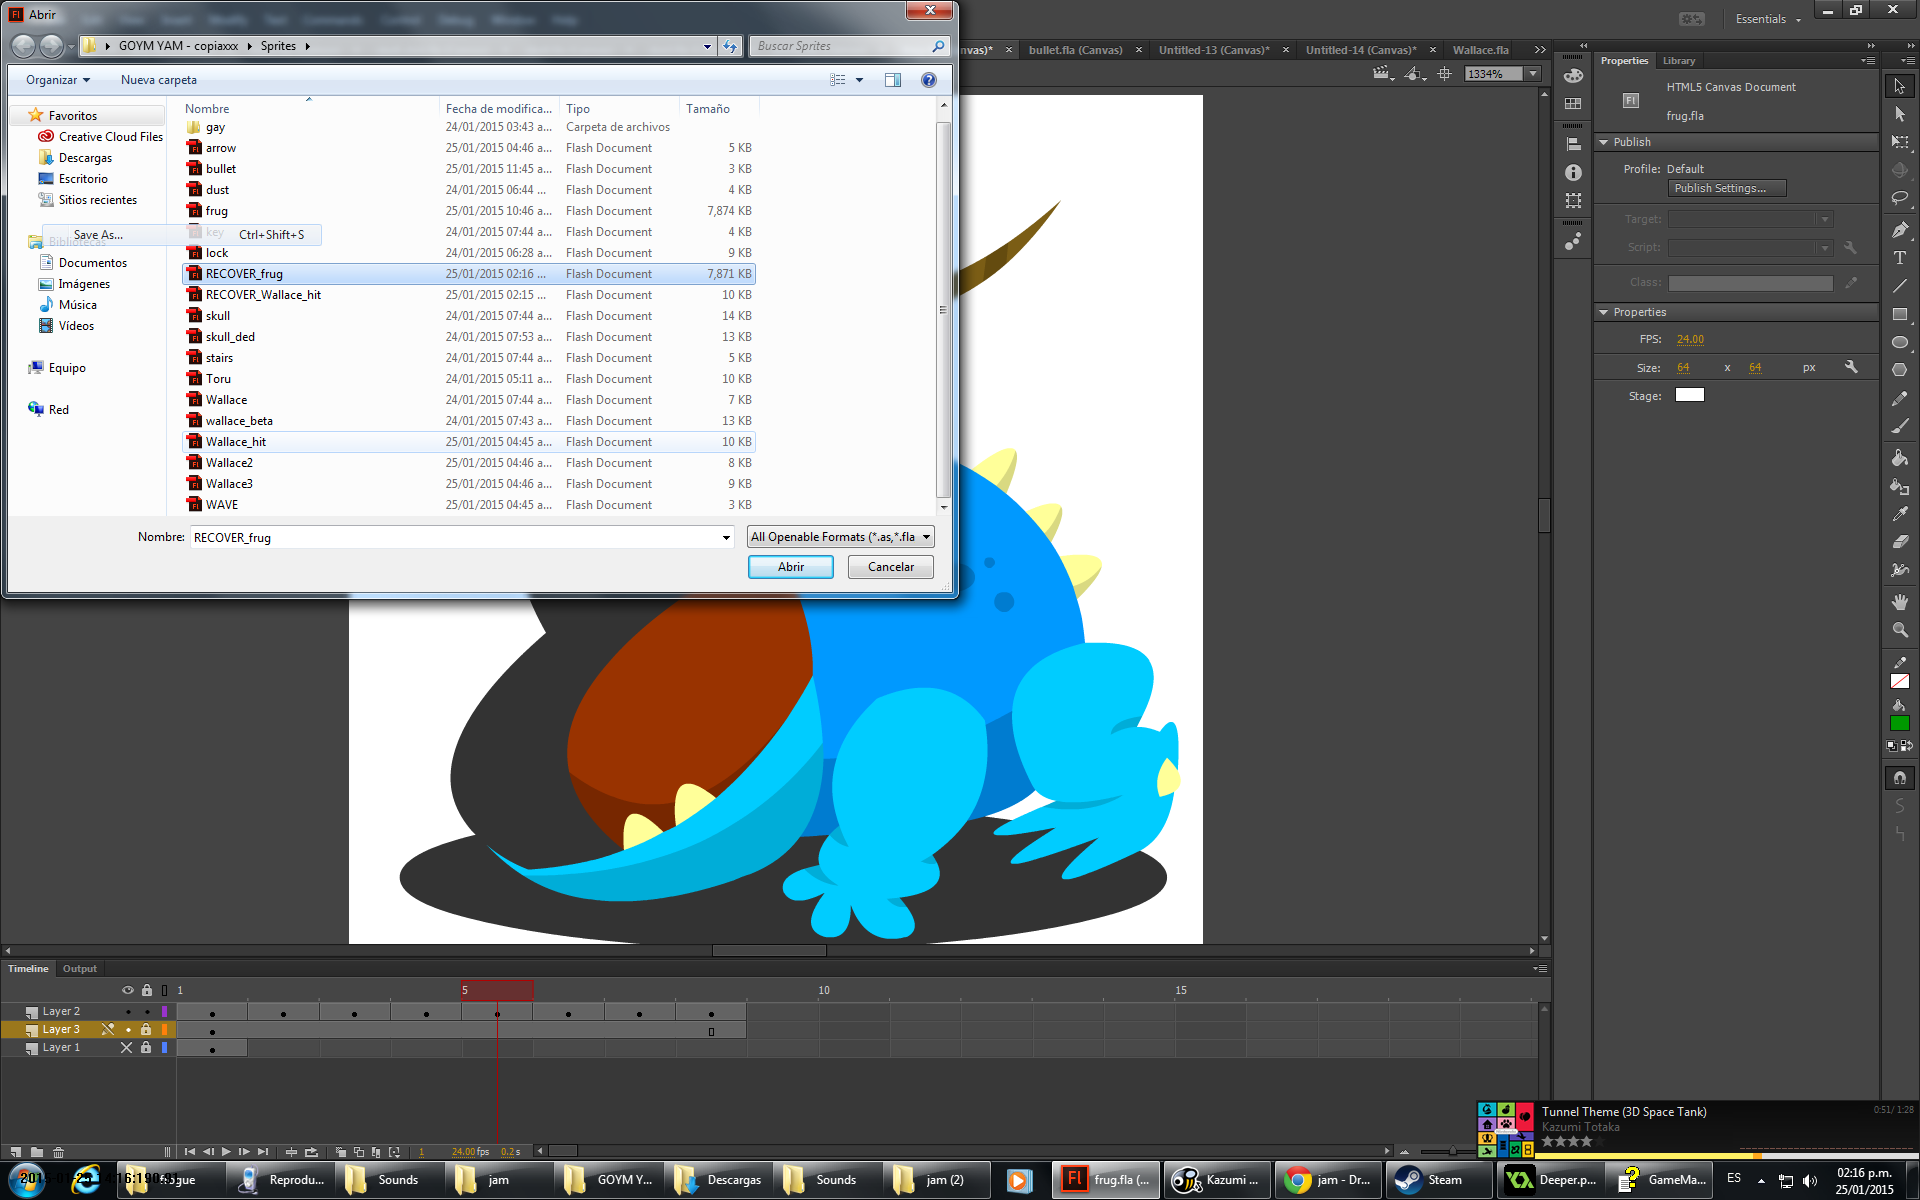 Abrir
GOYM YAM - copiaxxx
Sprites
Buscar Sprites
Organizar
Nueva carpeta
Nombre
Fecha de modifica...
Tipo
Tamaño
Favoritos
Creative Cloud Files
Descargas
Escritorio
Sitios recientes
Bibliotecas
Save As...
Ctrl+Shift+S
Documentos
Imágenes
Música
Vídeos
Equipo
Red
gay 24/01/2015 03:43 a... Carpeta de archivos
arrow 25/01/2015 04:46 a... Flash Document 5 KB
bullet 25/01/2015 11:45 a... Flash Document 3 KB
dust 24/01/2015 06:44 ... Flash Document 4 KB
frug 25/01/2015 10:46 a... Flash Document 7,874 KB
key 24/01/2015 07:44 a... Flash Document 4 KB
lock 24/01/2015 06:28 a... Flash Document 9 KB
RECOVER_frug 25/01/2015 02:16 ... Flash Document 7,871 KB
RECOVER_Wallace_hit 25/01/2015 02:15 ... Flash Document 10 KB
skull 24/01/2015 07:44 a... Flash Document 14 KB
skull_ded 24/01/2015 07:53 a... Flash Document 13 KB
stairs 24/01/2015 07:44 a... Flash Document 5 KB
Toru 24/01/2015 05:11 a... Flash Document 10 KB
Wallace 24/01/2015 07:44 a... Flash Document 7 KB
wallace_beta 24/01/2015 07:43 a... Flash Document 13 KB
Wallace_hit 25/01/2015 04:45 a... Flash Document 10 KB
Wallace2 25/01/2015 04:46 a... Flash Document 8 KB
Wallace3 25/01/2015 04:46 a... Flash Document 9 KB
WAVE 25/01/2015 04:45 a... Flash Document 3 KB
Nombre: RECOVER_frug
All Openable Formats (*.as,*.fla
Abrir
Cancelar
Essentials
nvas)*
bullet.fla (Canvas)
Untitled-13 (Canvas)*
Untitled-14 (Canvas)*
Wallace.fla
1334%
Properties
Library
HTML5 Canvas Document
Fl
frug.fla
Publish
Profile: Default
Publish Settings...
Target:
Script:
Class:
Properties
FPS: 24.00
Size: 64 x 64 px
Stage:
Timeline
Output
1
5
10
15
Layer 2
Layer 3
Layer 1
1
24.00 fps
0.2 s
Tunnel Theme (3D Space Tank)
0:51/ 1:28
Kazumi Totaka
Reprodu...
Sounds
jam
GOYM Y...
Descargas
Sounds
jam (2)
frug.fla (...
Kazumi ...
jam - Dr...
Steam
Deeper.p...
GameMa...
ES
02:16 p.m.
25/01/2015